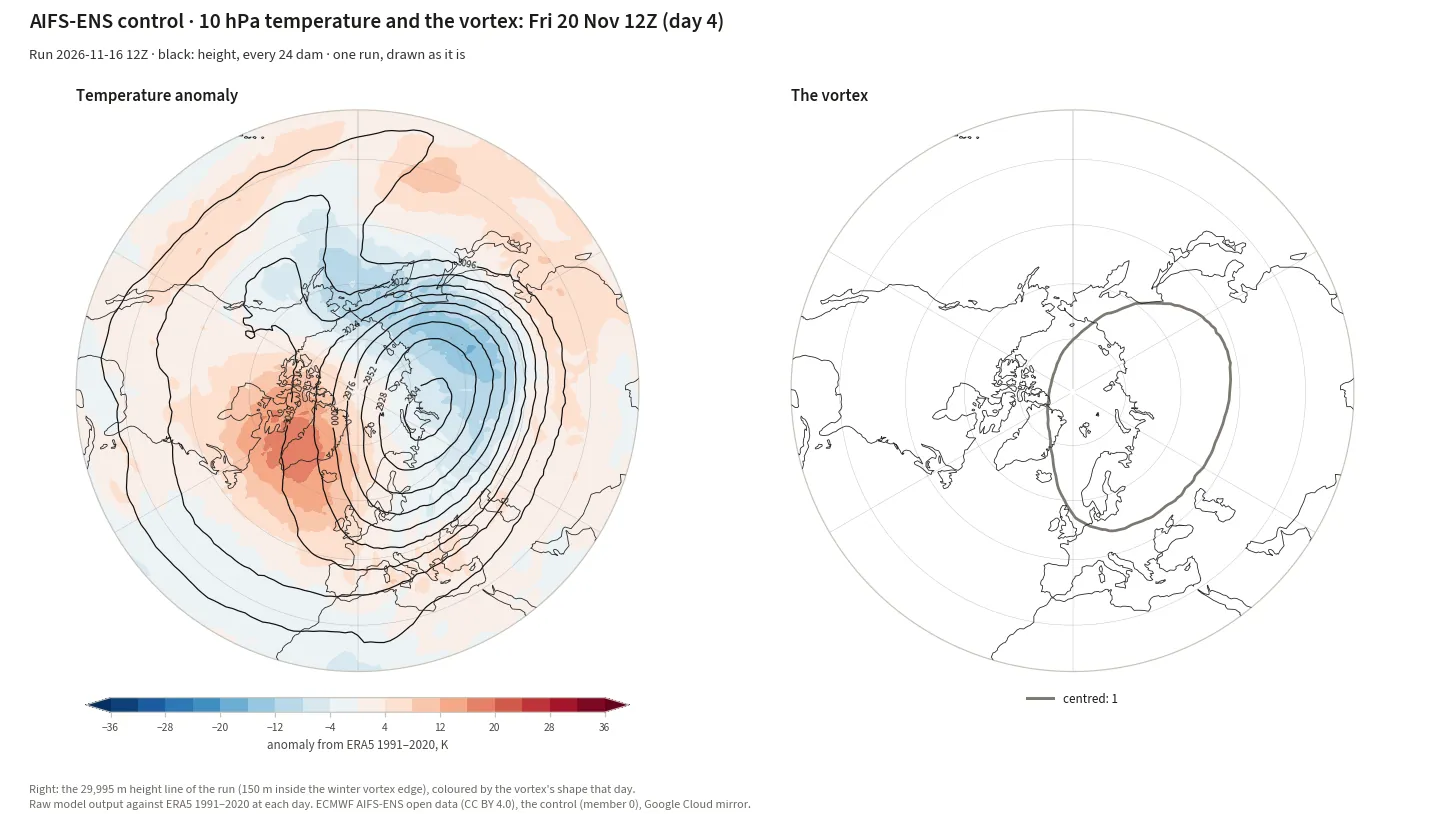 AIFS-ENS control · 10 hPa temperature and the vortex: Fri 20 Nov 12Z (day 4)
Run 2026-11-16 12Z · black: height, every 24 dam · one run, drawn as it is
Temperature anomaly
The vortex
3096
3072
3024
2952
2976
2928
2904
3000
−36 −28 −20 −12 −4 4 12 20 28 36
anomaly from ERA5 1991–2020, K
centred: 1
Right: the 29,995 m height line of the run (150 m inside the winter vortex edge), coloured by the vortex's shape that day.
Raw model output against ERA5 1991–2020 at each day. ECMWF AIFS-ENS open data (CC BY 4.0), the control (member 0), Google Cloud mirror.